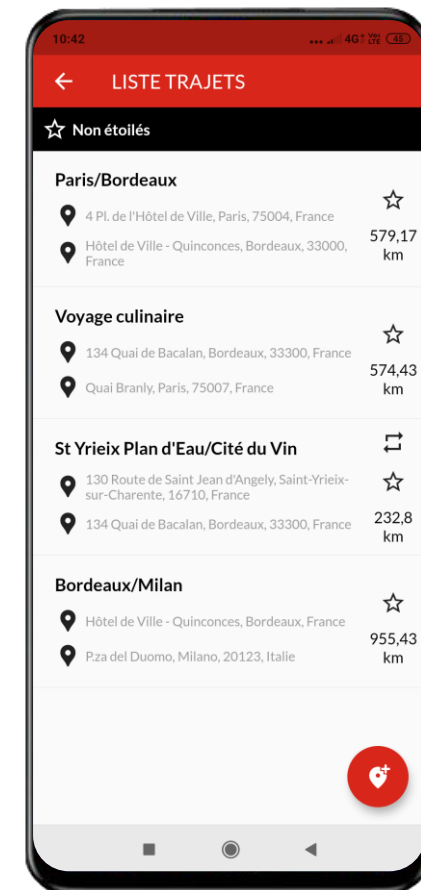 10:42
4G+ Vo) LTE 45
LISTE TRAJETS
Non étoilés
Paris/Bordeaux
4 Pl. de l'Hôtel de Ville, Paris, 75004, France
Hôtel de Ville - Quinconces, Bordeaux, 33000,
France
579,17
km
Voyage culinaire
134 Quai de Bacalan, Bordeaux, 33300, France
Quai Branly, Paris, 75007, France
574,43
km
St Yrieix Plan d'Eau/Cité du Vin
130 Route de Saint Jean d'Angely, Saint-Yrieix-
sur-Charente, 16710, France
134 Quai de Bacalan, Bordeaux, 33300, France
232,8
km
Bordeaux/Milan
Hôtel de Ville - Quinconces, Bordeaux, France
P.za del Duomo, Milano, 20123, Italie
955,43
km